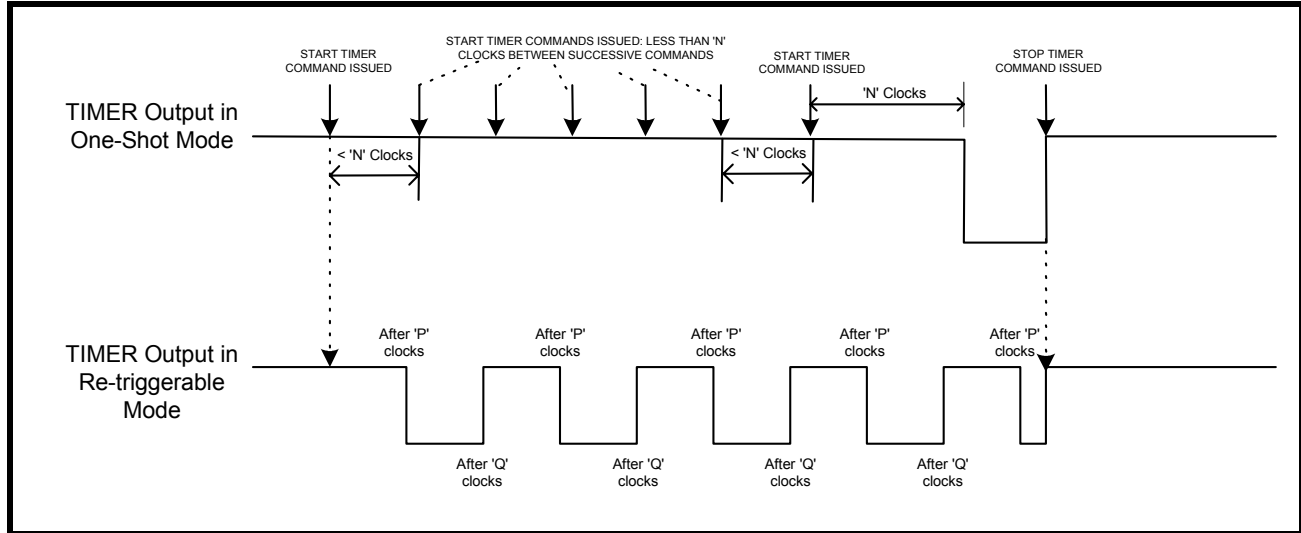 START TIMER
COMMAND ISSUED
START TIMER COMMANDS ISSUED: LESS THAN 'N'
CLOCKS BETWEEN SUCCESSIVE COMMANDS
START TIMER
COMMAND ISSUED
STOP TIMER
COMMAND ISSUED
TIMER Output in
One-Shot Mode
'N' Clocks
< 'N' Clocks
< 'N' Clocks
TIMER Output in
Re-triggerable
Mode
After 'P'
clocks
After 'P'
clocks
After 'P'
clocks
After 'P'
clocks
After 'P'
clocks
After 'Q'
clocks
After 'Q'
clocks
After 'Q'
clocks
After 'Q'
clocks